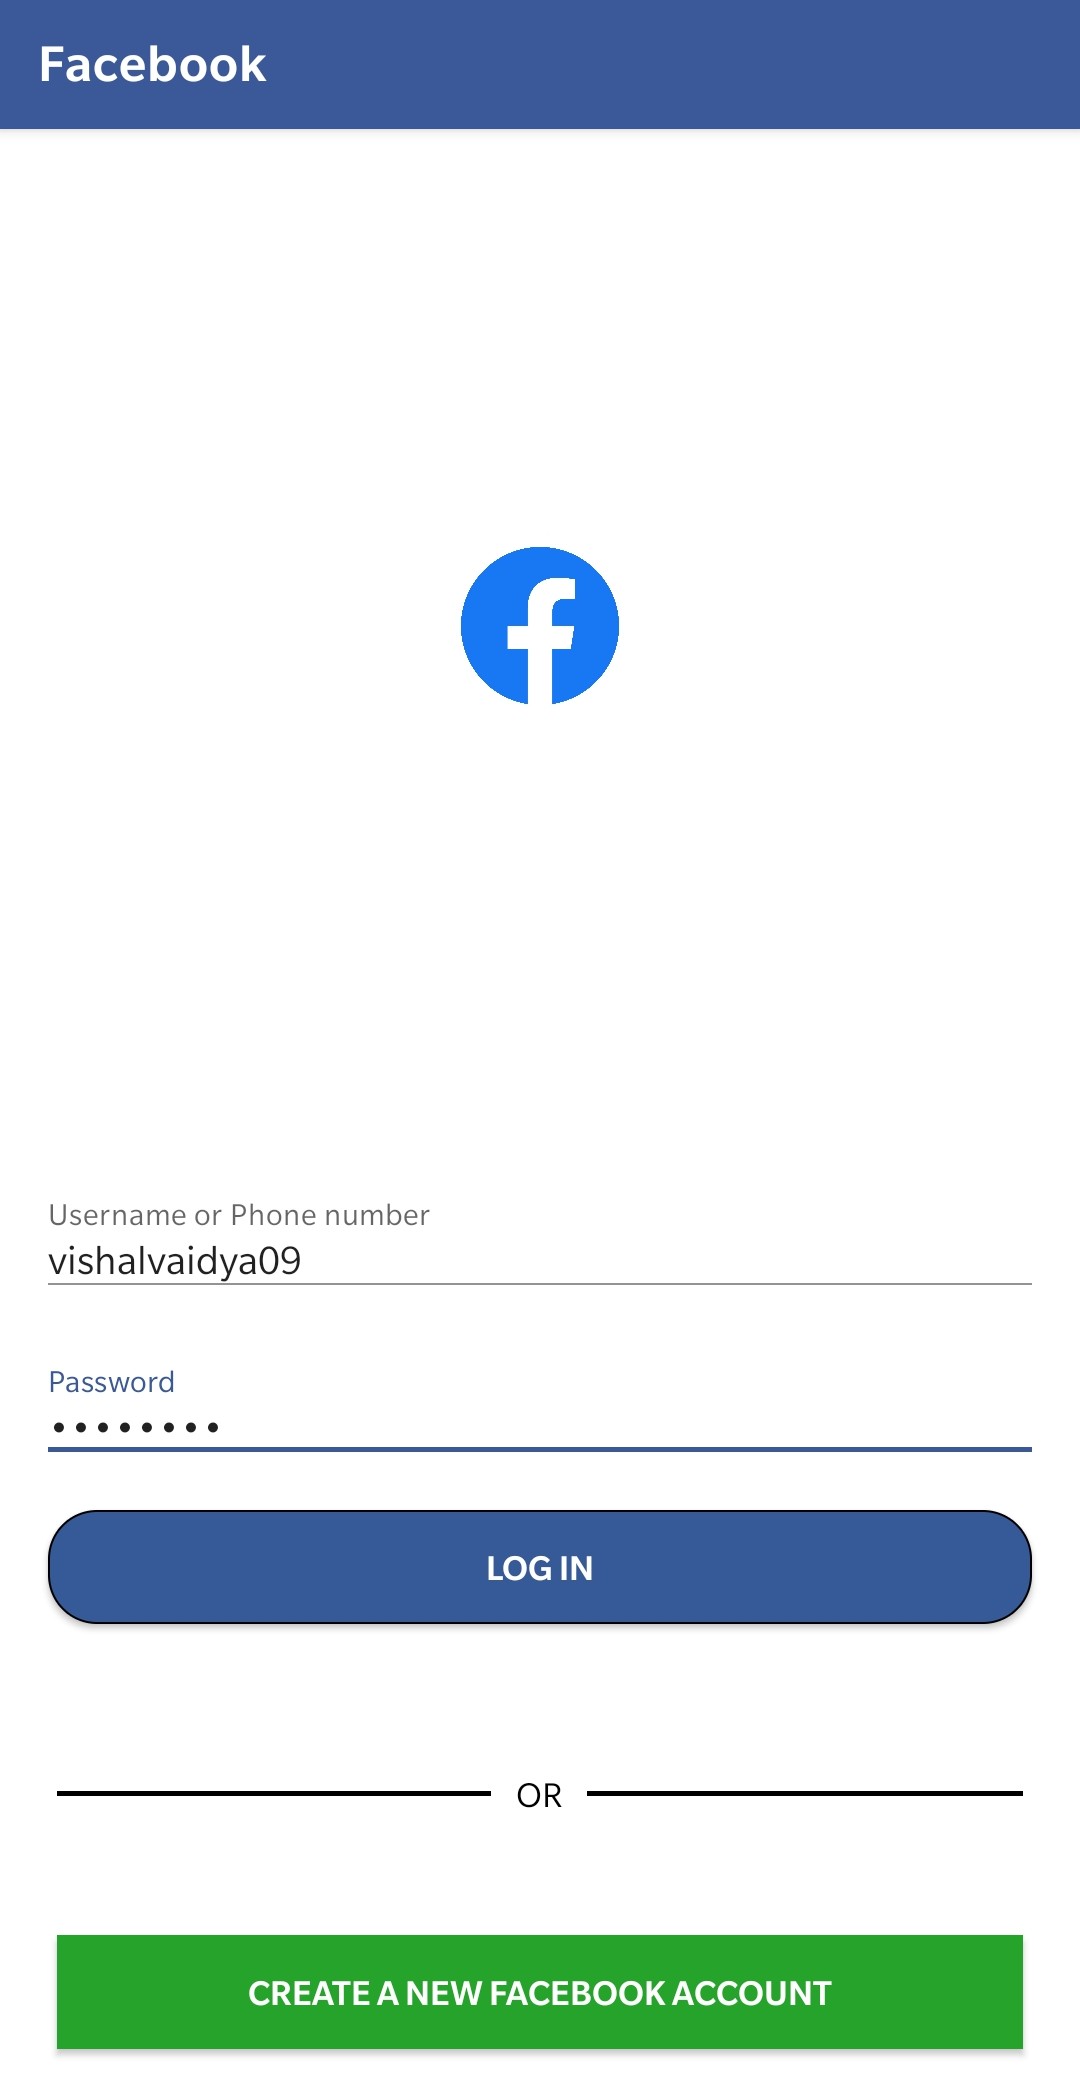 Facebook
Username or Phone number
vishalvaidya09
Password
••••••••
LOG IN
OR
CREATE A NEW FACEBOOK ACCOUNT